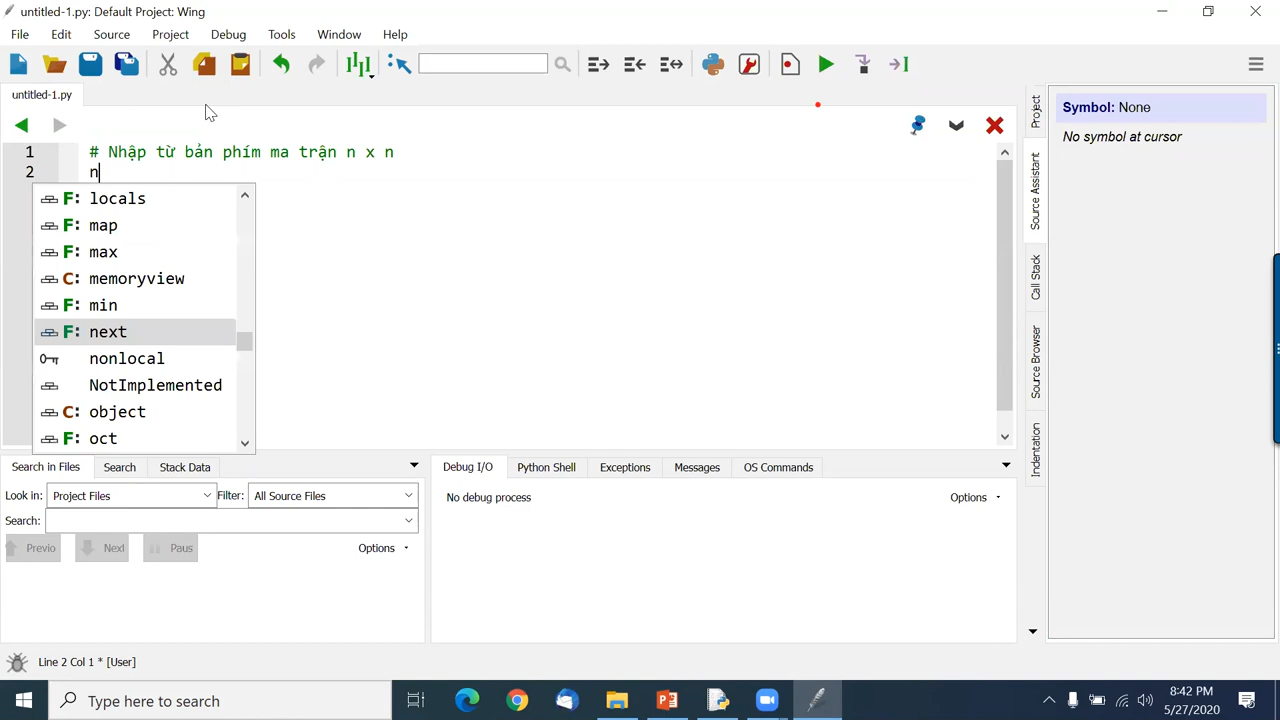 untitled-1.py: Default Project: Wing
File Edit Source Project Debug Tools Window Help
untitled-1.py
1 # Nhập từ bản phím ma trận n x n
2 n
F: locals
F: map
F: max
C: memoryview
F: min
F: next
nonlocal
NotImplemented
C: object
F: oct
Project
Source Assistant
Call Stack
Source Browser
Indentation
Symbol: None
No symbol at cursor
Search in Files Search Stack Data
Look in: Project Files Filter: All Source Files
Search:
Previo Next Paus Options
Debug I/O Python Shell Exceptions Messages OS Commands
No debug process Options
Line 2 Col 1 * [User]
Type here to search
8:42 PM
5/27/2020